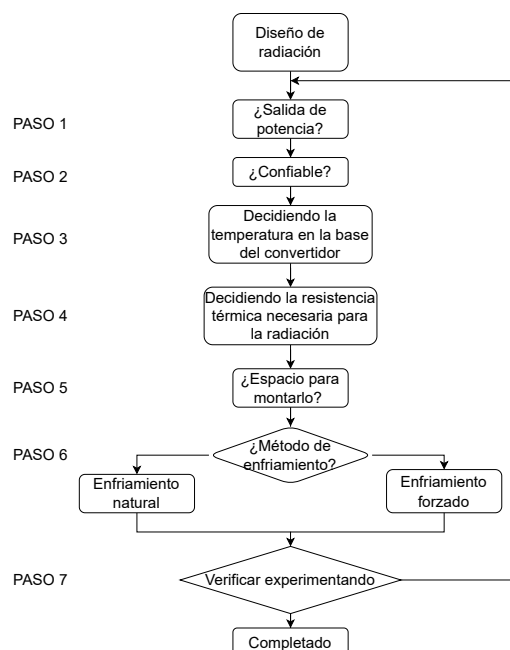 Diseño de
radiación
PASO 1
¿Salida de
potencia?
PASO 2
¿Confiable?
PASO 3
Decidiendo la
temperatura en la base
del convertidor
PASO 4
Decidiendo la resistencia
térmica necesaria para
la radiación
PASO 5
¿Espacio para
montarlo?
PASO 6
¿Método de
enfriamiento?
Enfriamiento
natural
Enfriamiento
forzado
PASO 7
Verificar experimentando
Completado